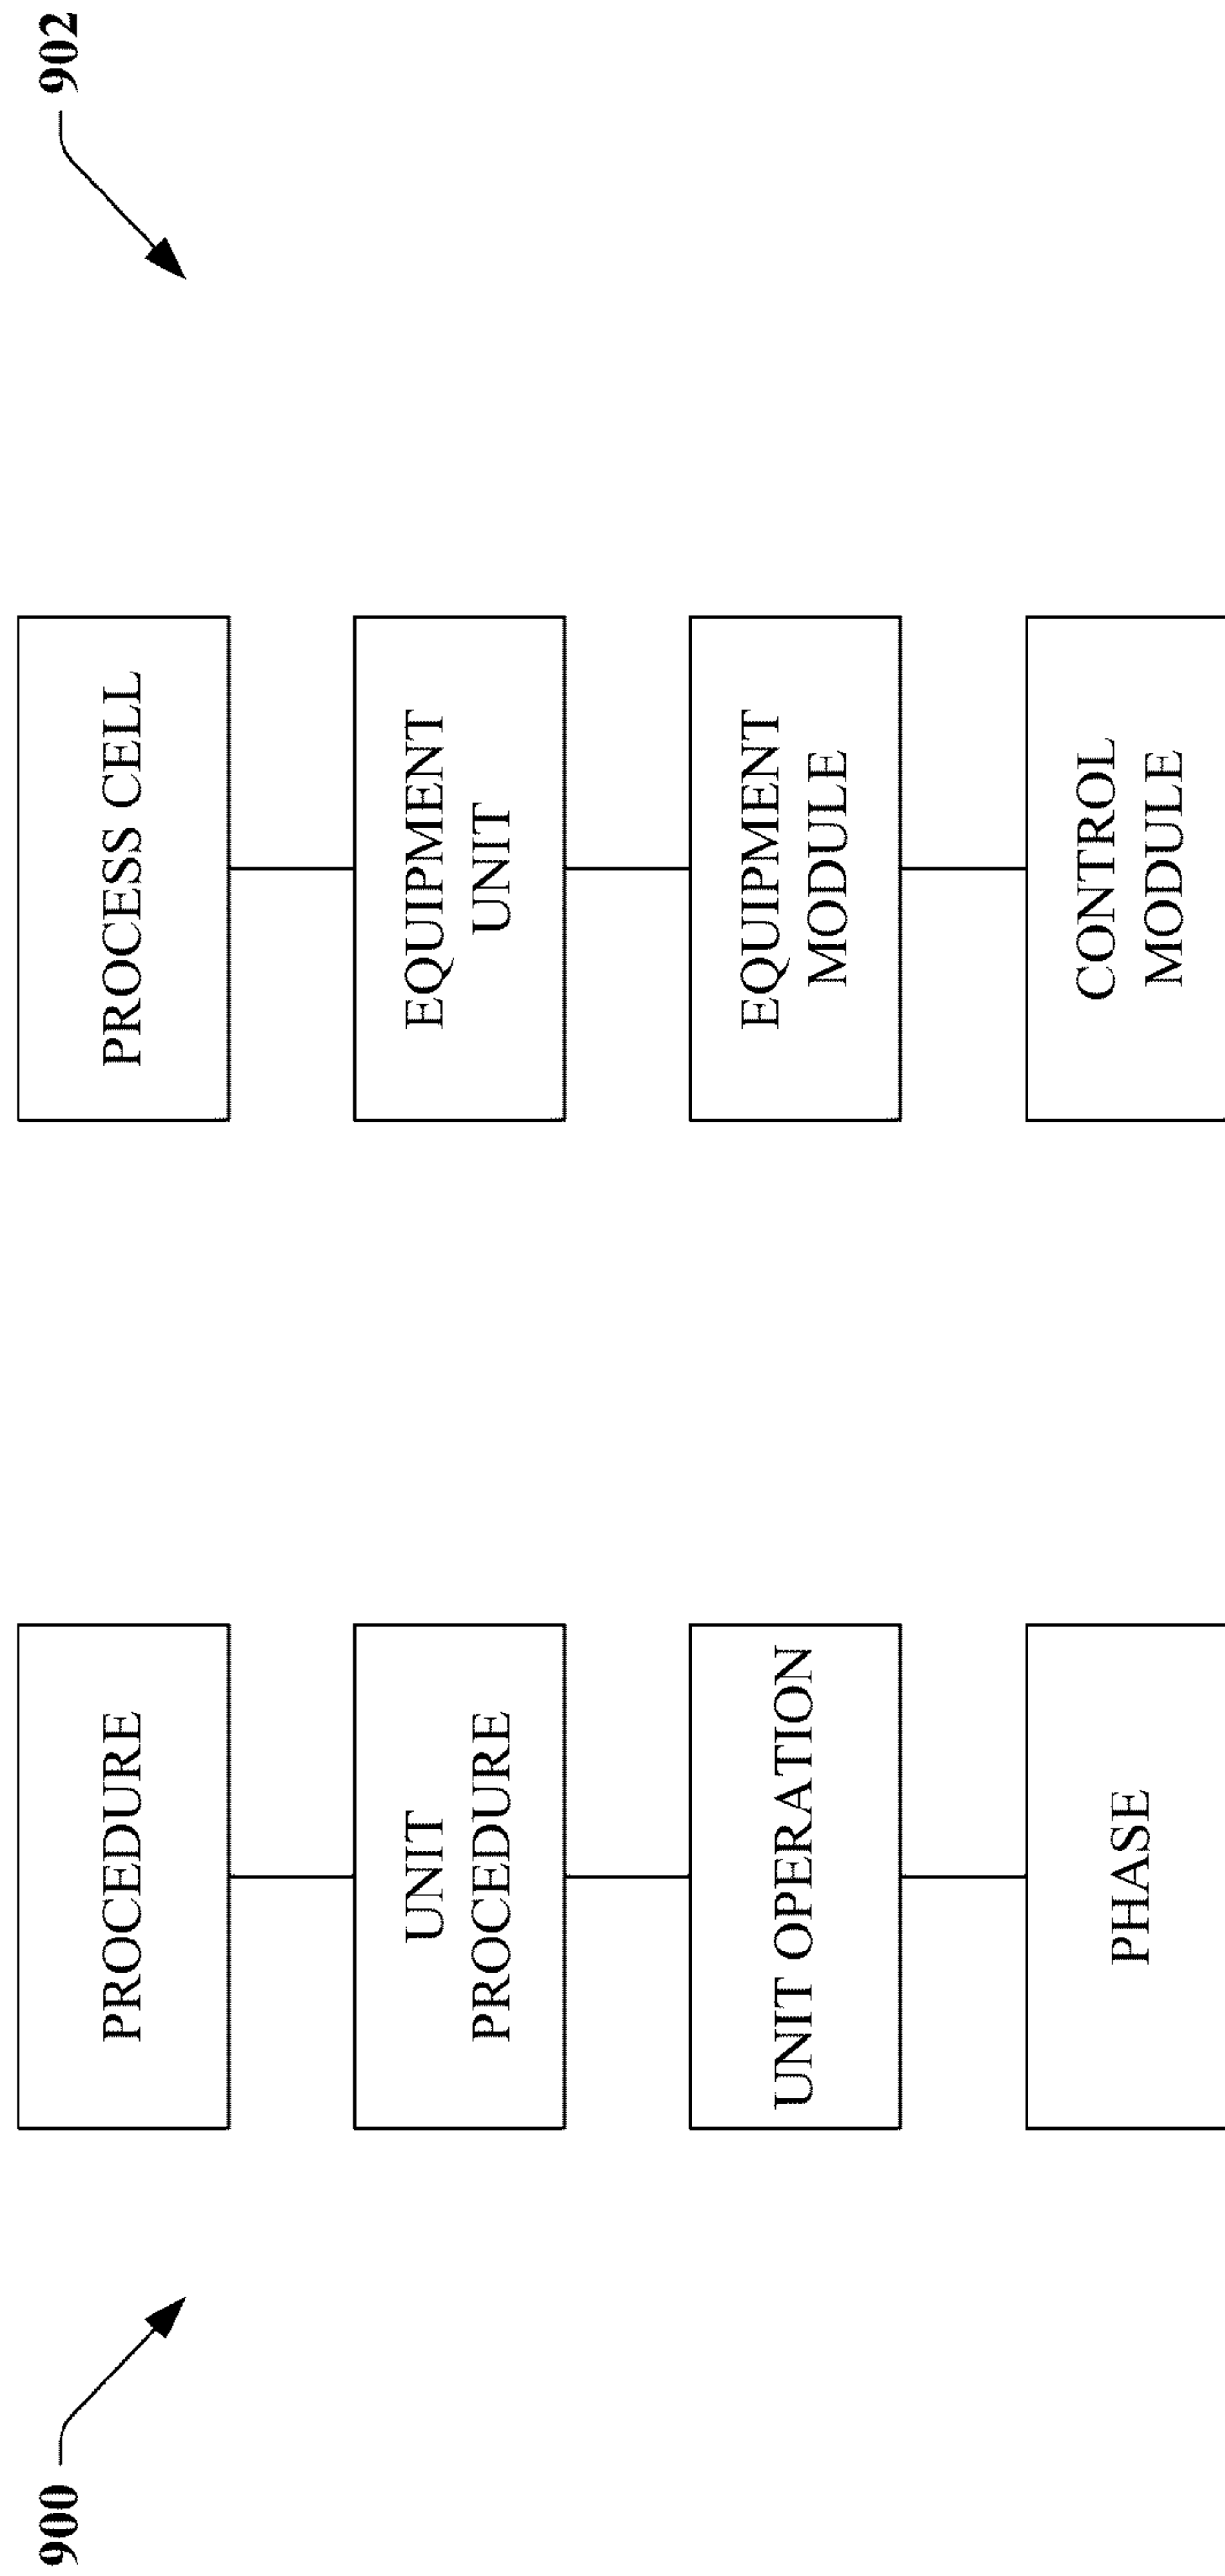 900
PROCEDURE
UNIT
PROCEDURE
UNIT OPERATION
PHASE
902
PROCESS CELL
EQUIPMENT
UNIT
EQUIPMENT
MODULE
CONTROL
MODULE